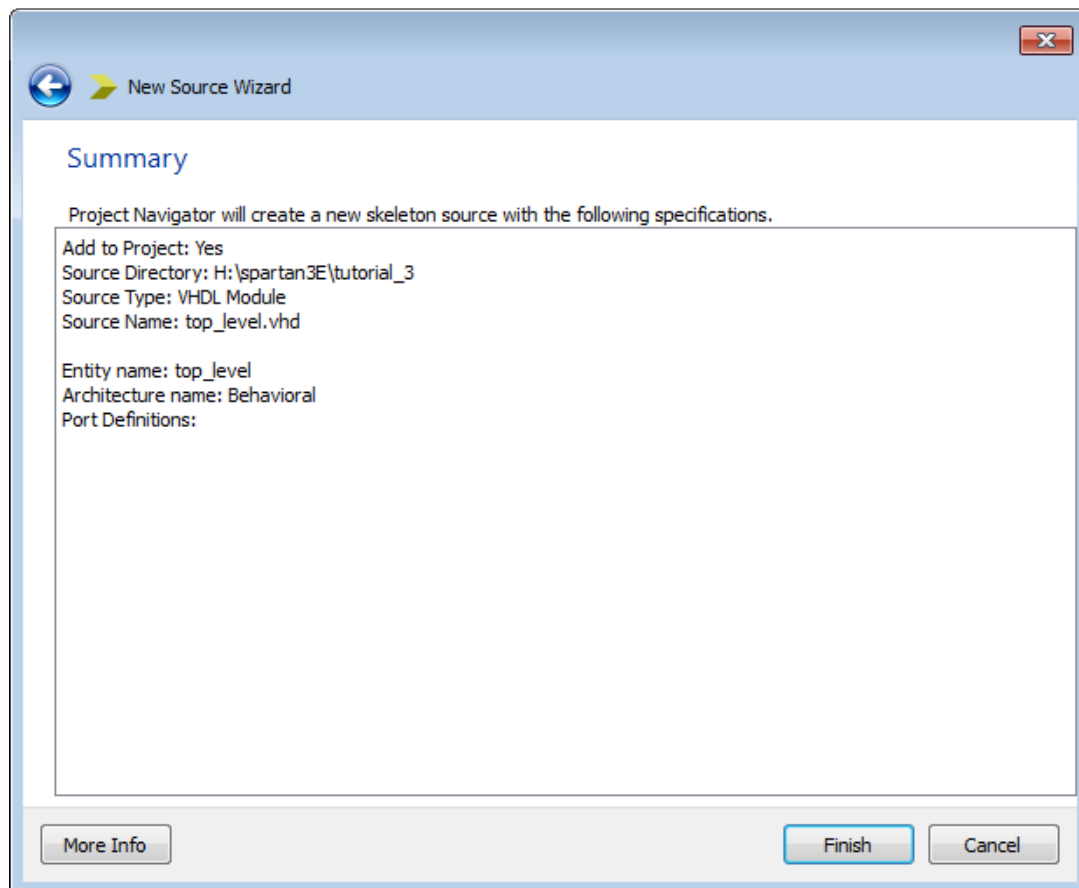 New Source Wizard
Summary
Project Navigator will create a new skeleton source with the following specifications.
Add to Project: Yes
Source Directory: H:\spartan3E\tutorial_3
Source Type: VHDL Module
Source Name: top_level.vhd
Entity name: top_level
Architecture name: Behavioral
Port Definitions:
More Info
Finish
Cancel